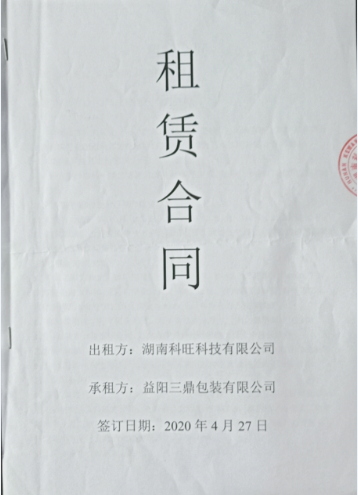 租赁合同
出租方：湖南科旺科技有限公司
承租方：益阳三鼎包装有限公司
签订日期：2020 年 4 月 27 日